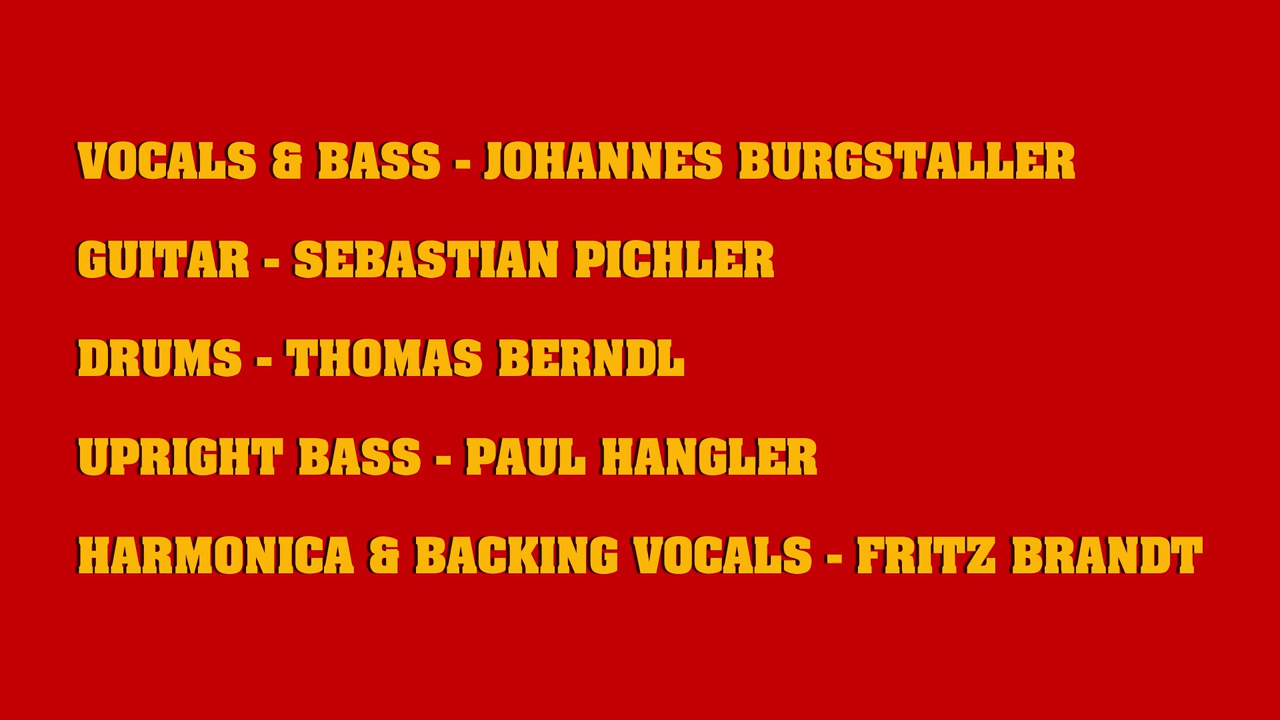 VOCALS & BASS - JOHANNES BURGSTALLER
GUITAR - SEBASTIAN PICHLER
DRUMS - THOMAS BERNDL
UPRIGHT BASS - PAUL HANGLER
HARMONICA & BACKING VOCALS - FRITZ BRANDT